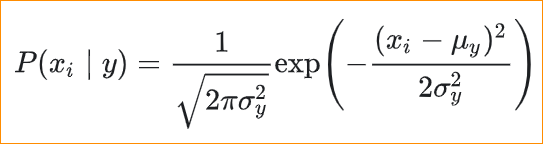 P(x_i | y) = \frac{1}{\sqrt{2\pi\sigma_y^2}} \exp\left(-\frac{(x_i - \mu_y)^2}{2\sigma_y^2}\right)